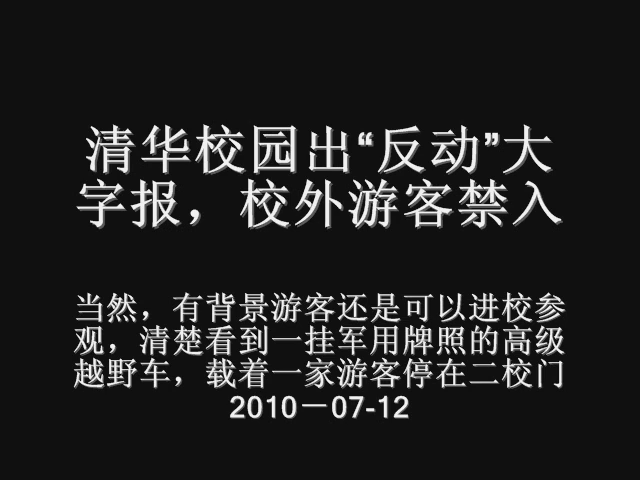 清华校园出“反动”大
字报，校外游客禁入
当然，有背景游客还是可以进校参
观，清楚看到一挂军用牌照的高级
越野车，载着一家游客停在二校门
2010－07-12